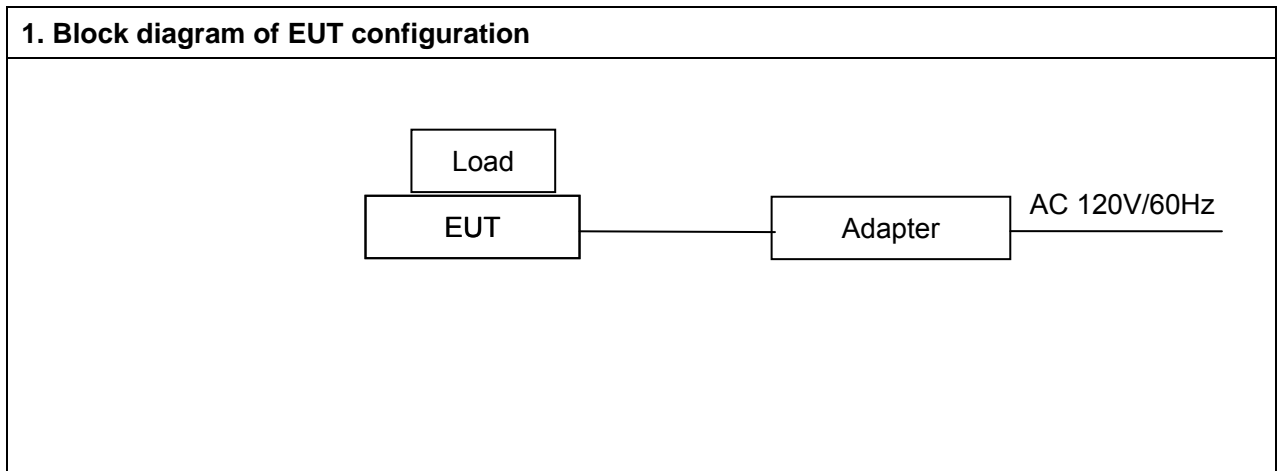 1. Block diagram of EUT configuration
Load
EUT
Adapter
AC 120V/60Hz